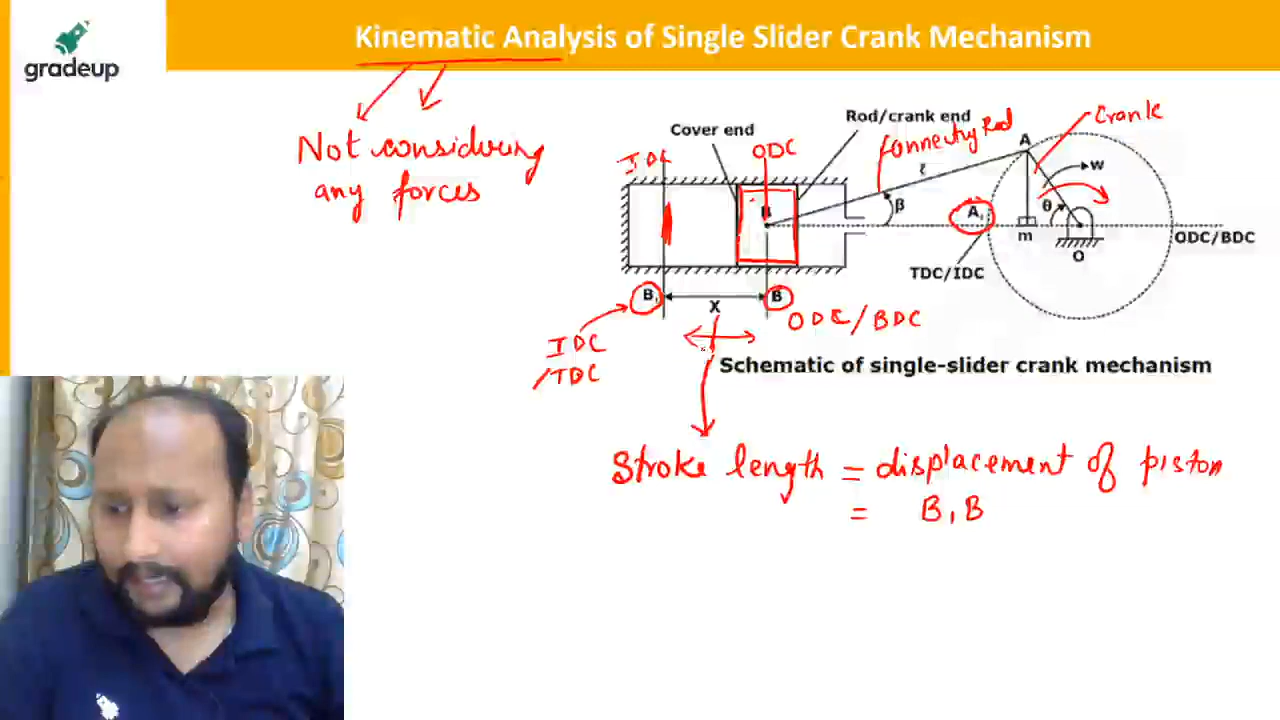 Kinematic Analysis of Single Slider Crank Mechanism
gradeup
Not considering
any forces
Cover end
Rod/crank end
Connecting Rod
Crank
IDC
ODC
A
w
ℓ
β
θ
A₁
B
m
O
ODC/BDC
TDC/IDC
B₁
X
B
ODC/BDC
IDC
/TDC
Schematic of single-slider crank mechanism
Stroke length = displacement of piston
= B₁B